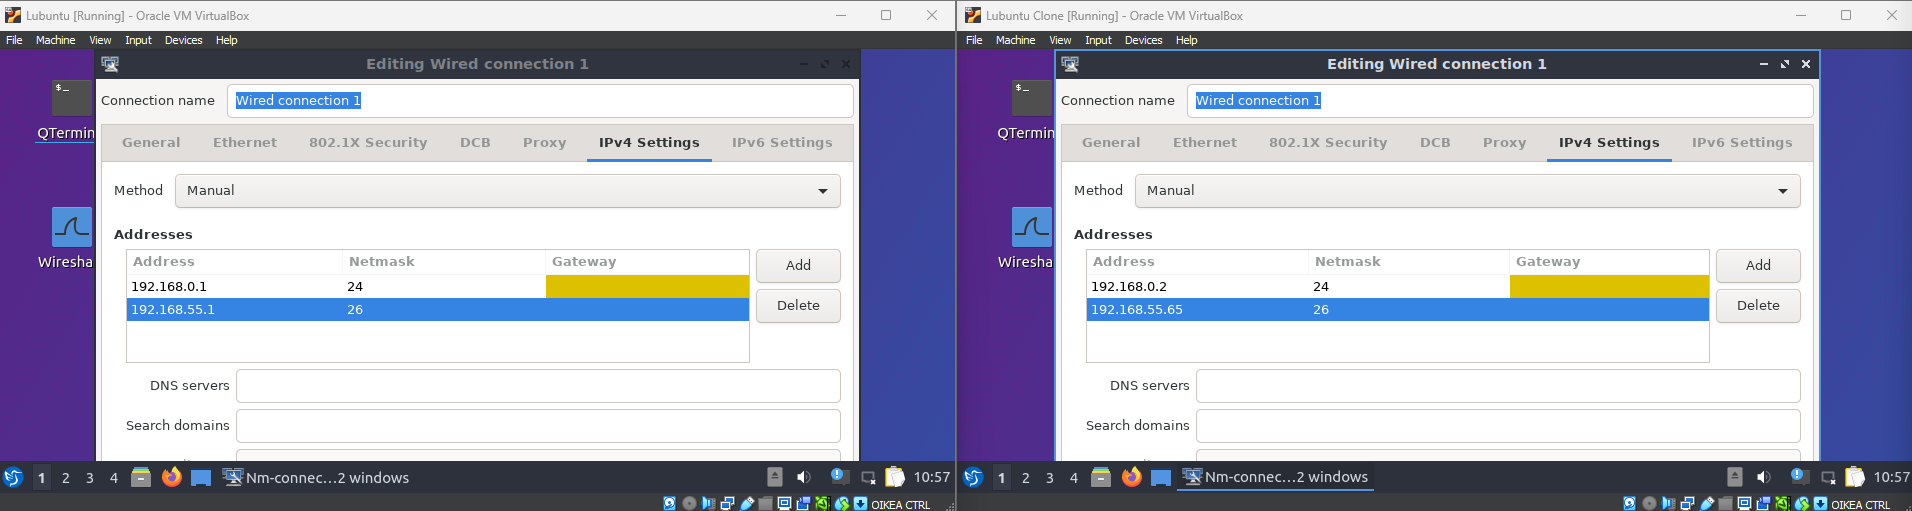 Lubuntu [Running] - Oracle VM VirtualBox
File Machine View Input Devices Help
Editing Wired connection 1
Connection name Wired connection 1
General Ethernet 802.1X Security DCB Proxy IPv4 Settings IPv6 Settings
Method Manual
Addresses
Address Netmask Gateway
192.168.0.1 24
192.168.55.1 26
Add
Delete
DNS servers
Search domains
$_
QTermin
Wiresha
1 2 3 4 Nm-connec...2 windows 10:57
OIKEA CTRL
Lubuntu Clone [Running] - Oracle VM VirtualBox
File Machine View Input Devices Help
Editing Wired connection 1
Connection name Wired connection 1
General Ethernet 802.1X Security DCB Proxy IPv4 Settings IPv6 Settings
Method Manual
Addresses
Address Netmask Gateway
192.168.0.2 24
192.168.55.65 26
Add
Delete
DNS servers
Search domains
$_
QTermin
Wiresha
1 2 3 4 Nm-connec...2 windows 10:57
OIKEA CTRL